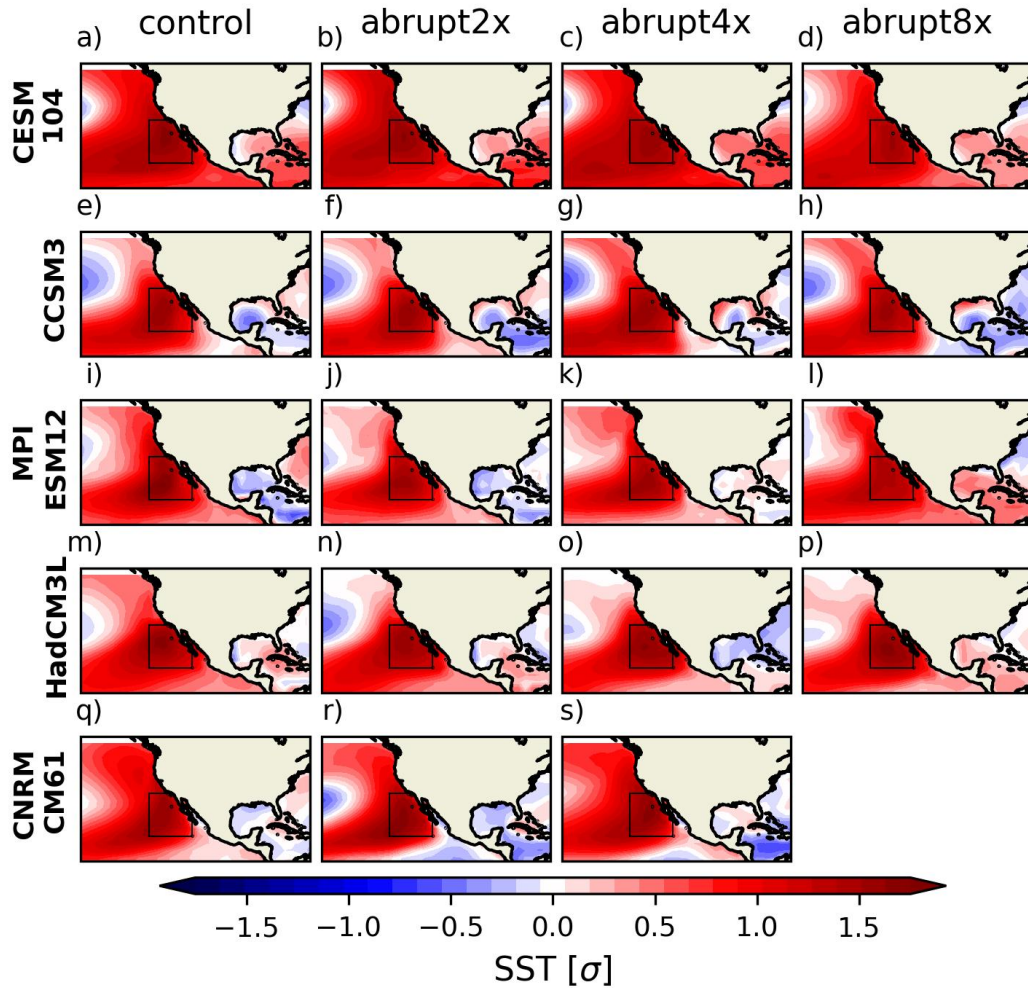 control abrupt2x abrupt4x abrupt8x
a) b) c) d)
CESM
104
e) f) g) h)
CCSM3
i) j) k) l)
MPI
ESM12
m) n) o) p)
HadCM3L
q) r) s)
CNRM
CM61
−1.5 −1.0 −0.5 0.0 0.5 1.0 1.5
SST [σ]